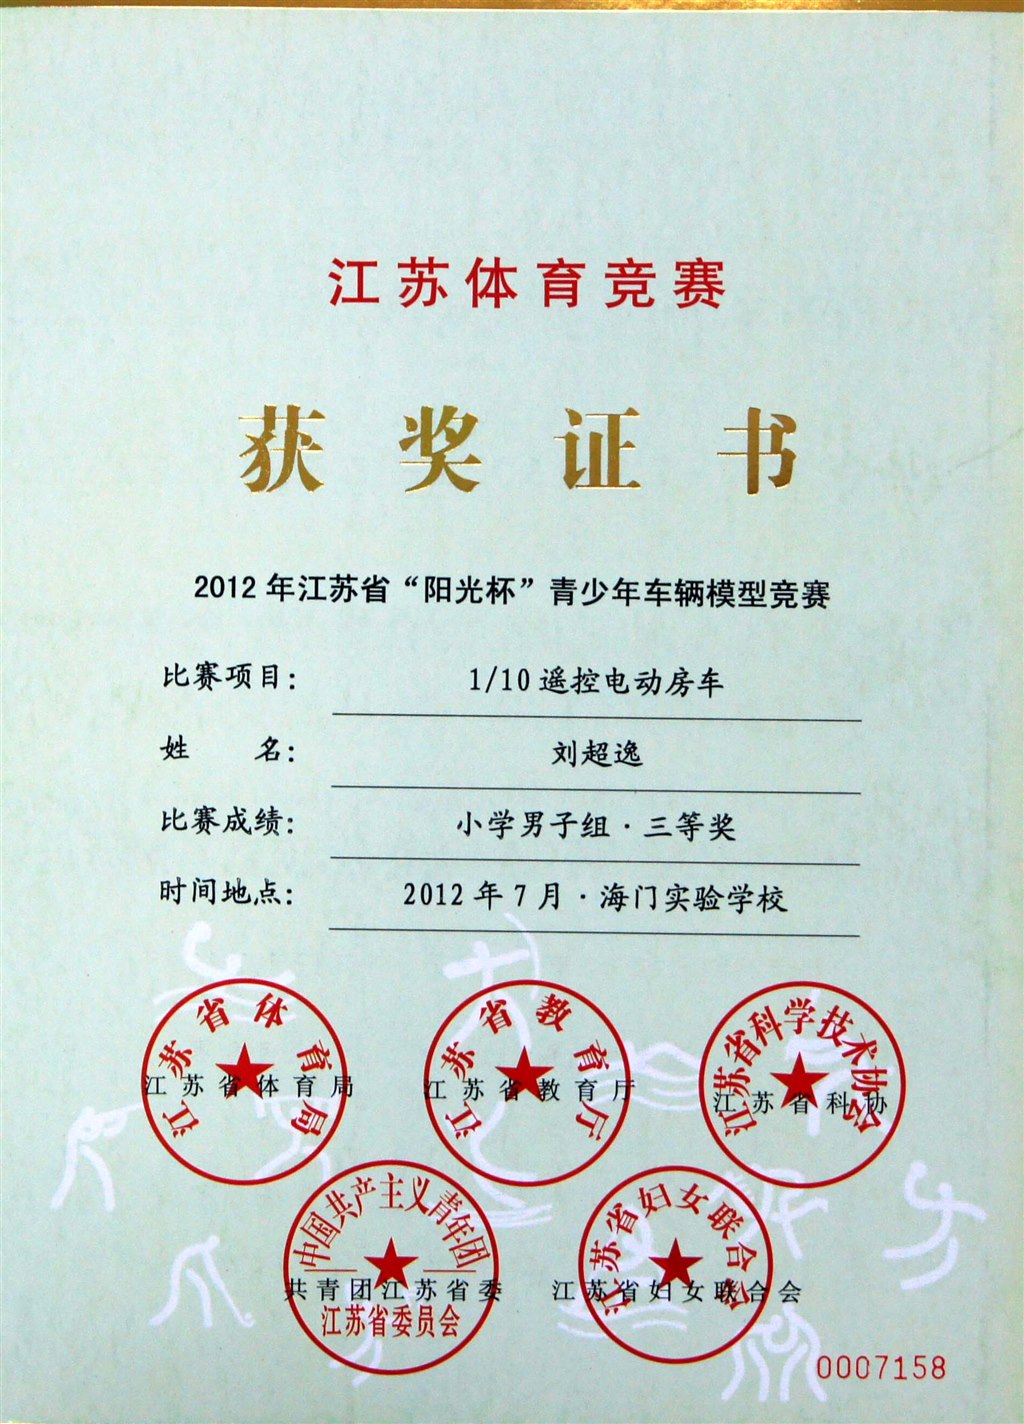 江苏体育竞赛
获奖证书
2012年江苏省“阳光杯”青少年车辆模型竞赛
比赛项目： 1/10遥控电动房车
姓 名： 刘超逸
比赛成绩： 小学男子组·三等奖
时间地点： 2012年7月·海门实验学校
江苏省体育局
江苏省体育局
江苏省教育厅
江苏省教育厅
江苏省科学技术协会
江苏省科协
中国共产主义青年团
共青团江苏省委
江苏省委员会
江苏省妇女联合会
江苏省妇女联合会
0007158